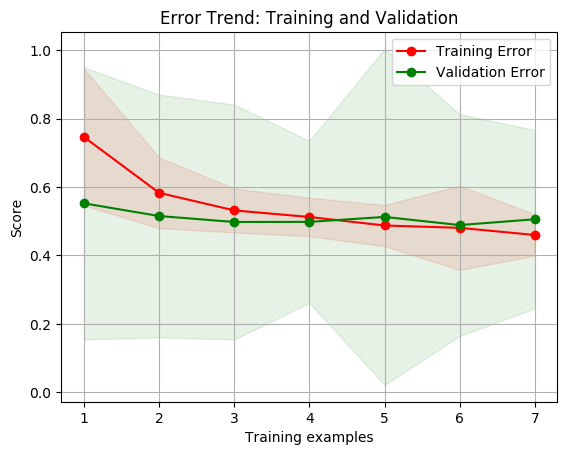 Error Trend: Training and Validation
Training Error
Validation Error
1.0
0.8
0.6
0.4
0.2
0.0
Score
1 2 3 4 5 6 7
Training examples